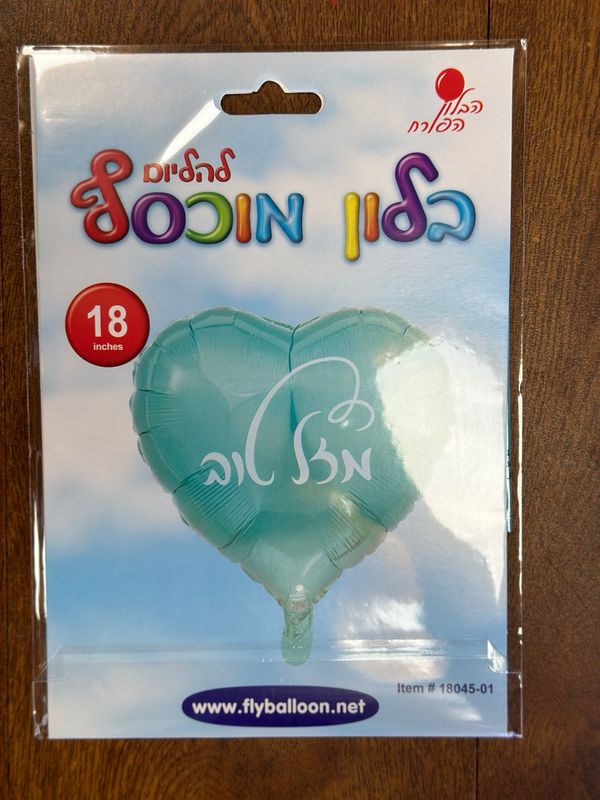 הבלון
הפורח
להליום
בלון מוכסף
18
inches
מזל טוב
www.flyballoon.net
Item # 18045-01